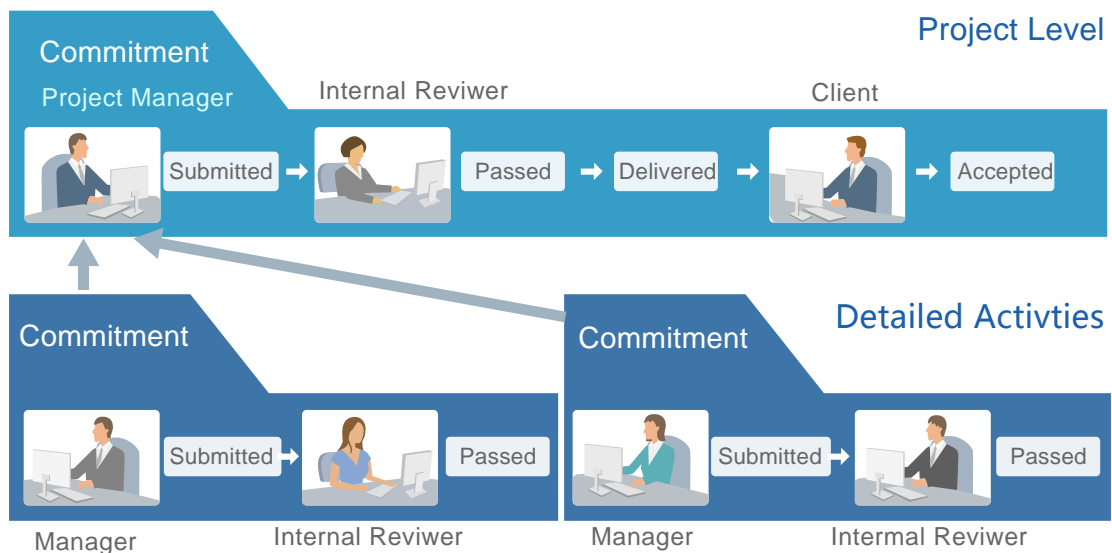 Project Level
Commitment
Project Manager
Internal Reviwer
Client
Submitted
Passed
Delivered
Accepted
Detailed Activties
Commitment
Commitment
Submitted
Passed
Submitted
Passed
Manager
Internal Reviwer
Manager
Intermal Reviwer